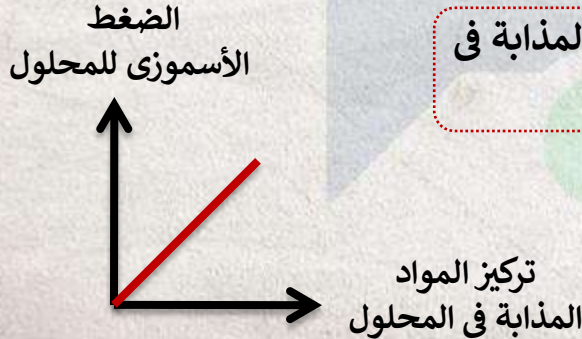 الضغط
الأسموزى للمحلول
المذابة فى
تركيز المواد
المذابة فى المحلول